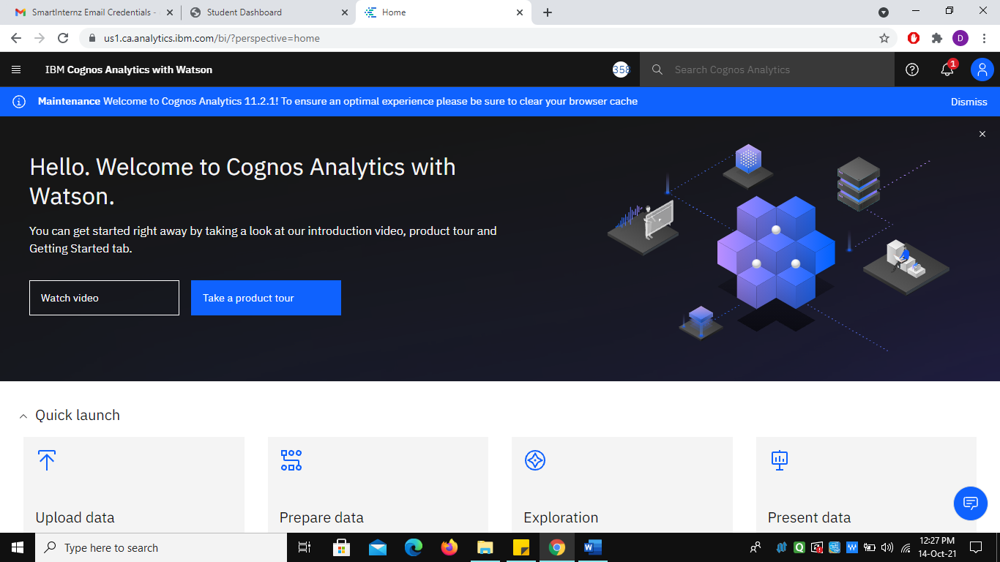 SmartInternz Email Credentials -
Student Dashboard
Home
us1.ca.analytics.ibm.com/bi/?perspective=home
D
IBM Cognos Analytics with Watson
358
Search Cognos Analytics
1
Maintenance Welcome to Cognos Analytics 11.2.1! To ensure an optimal experience please be sure to clear your browser cache
Dismiss
Hello. Welcome to Cognos Analytics with
Watson.
You can get started right away by taking a look at our introduction video, product tour and
Getting Started tab.
Watch video
Take a product tour
Quick launch
Upload data
Prepare data
Exploration
Present data
Type here to search
12:27 PM
14-Oct-21